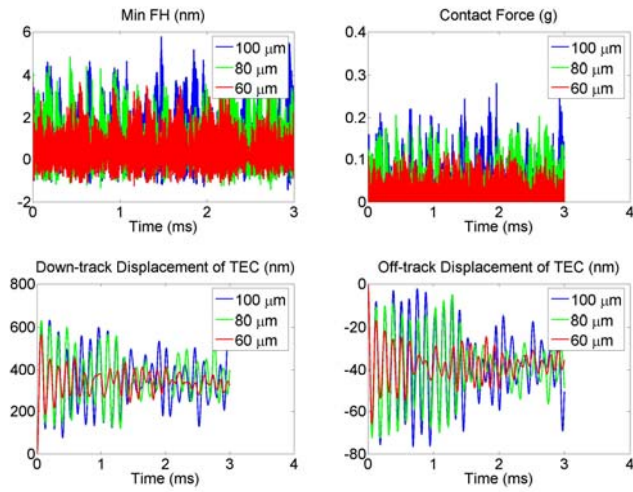 Min FH (nm)
6
4
2
0
-2
0 1 2 3
Time (ms)
100 μm
80 μm
60 μm
Contact Force (g)
0.4
0.3
0.2
0.1
0
0 1 2 3 4
Time (ms)
100 μm
80 μm
60 μm
Down-track Displacement of TEC (nm)
800
600
400
200
0
0 1 2 3 4
Time (ms)
100 μm
80 μm
60 μm
Off-track Displacement of TEC (nm)
0
-20
-40
-60
-80
0 1 2 3 4
Time (ms)
100 μm
80 μm
60 μm